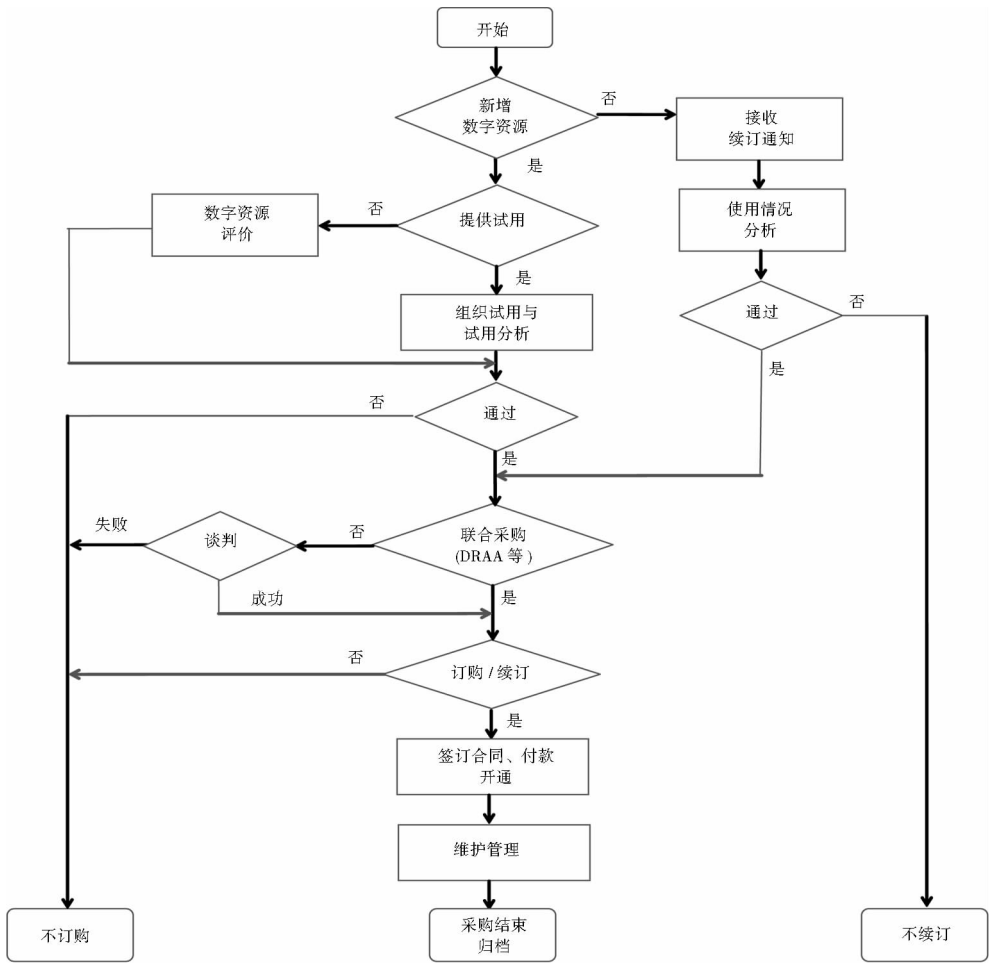 开始
新增
数字资源
否
接收
续订通知
是
数字资源
评价
否
提供试用
使用情况
分析
是
组织试用与
试用分析
通过
否
是
否
通过
是
失败
谈判
否
联合采购
(DRAA 等)
成功
是
否
订购 / 续订
是
签订合同、付款
开通
维护管理
不订购
采购结束
归档
不续订